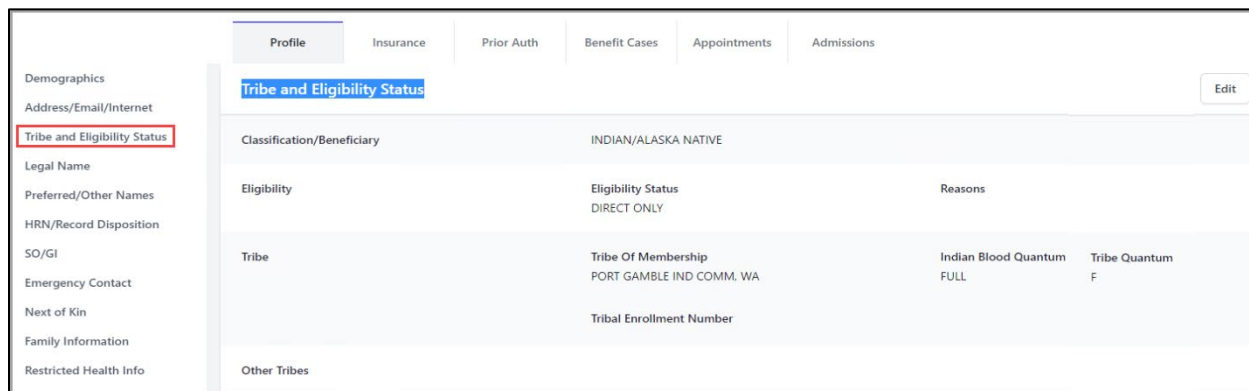 Profile Insurance Prior Auth Benefit Cases Appointments Admissions
Demographics
Address/Email/Internet
Tribe and Eligibility Status
Legal Name
Preferred/Other Names
HRN/Record Disposition
SO/GI
Emergency Contact
Next of Kin
Family Information
Restricted Health Info
Tribe and Eligibility Status Edit
Classification/Beneficiary INDIAN/ALASKA NATIVE
Eligibility Eligibility Status Reasons
DIRECT ONLY
Tribe Tribe Of Membership Indian Blood Quantum Tribe Quantum
PORT GAMBLE IND COMM, WA FULL F
Tribal Enrollment Number
Other Tribes